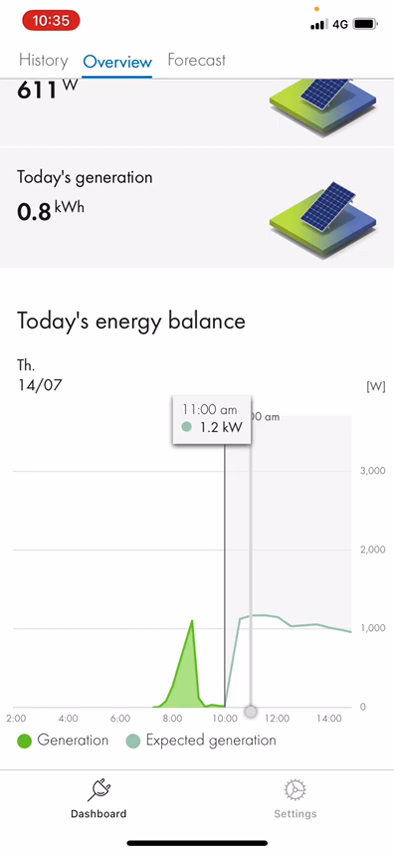 10:35
4G
History Overview Forecast
611 W
Today's generation
0.8 kWh
Today's energy balance
Th.
14/07
[W]
11:00 am
1.2 kW
00 am
3,000
2,000
1,000
0
2:00 4:00 6:00 8:00 10:00 12:00 14:00
Generation Expected generation
Dashboard Settings